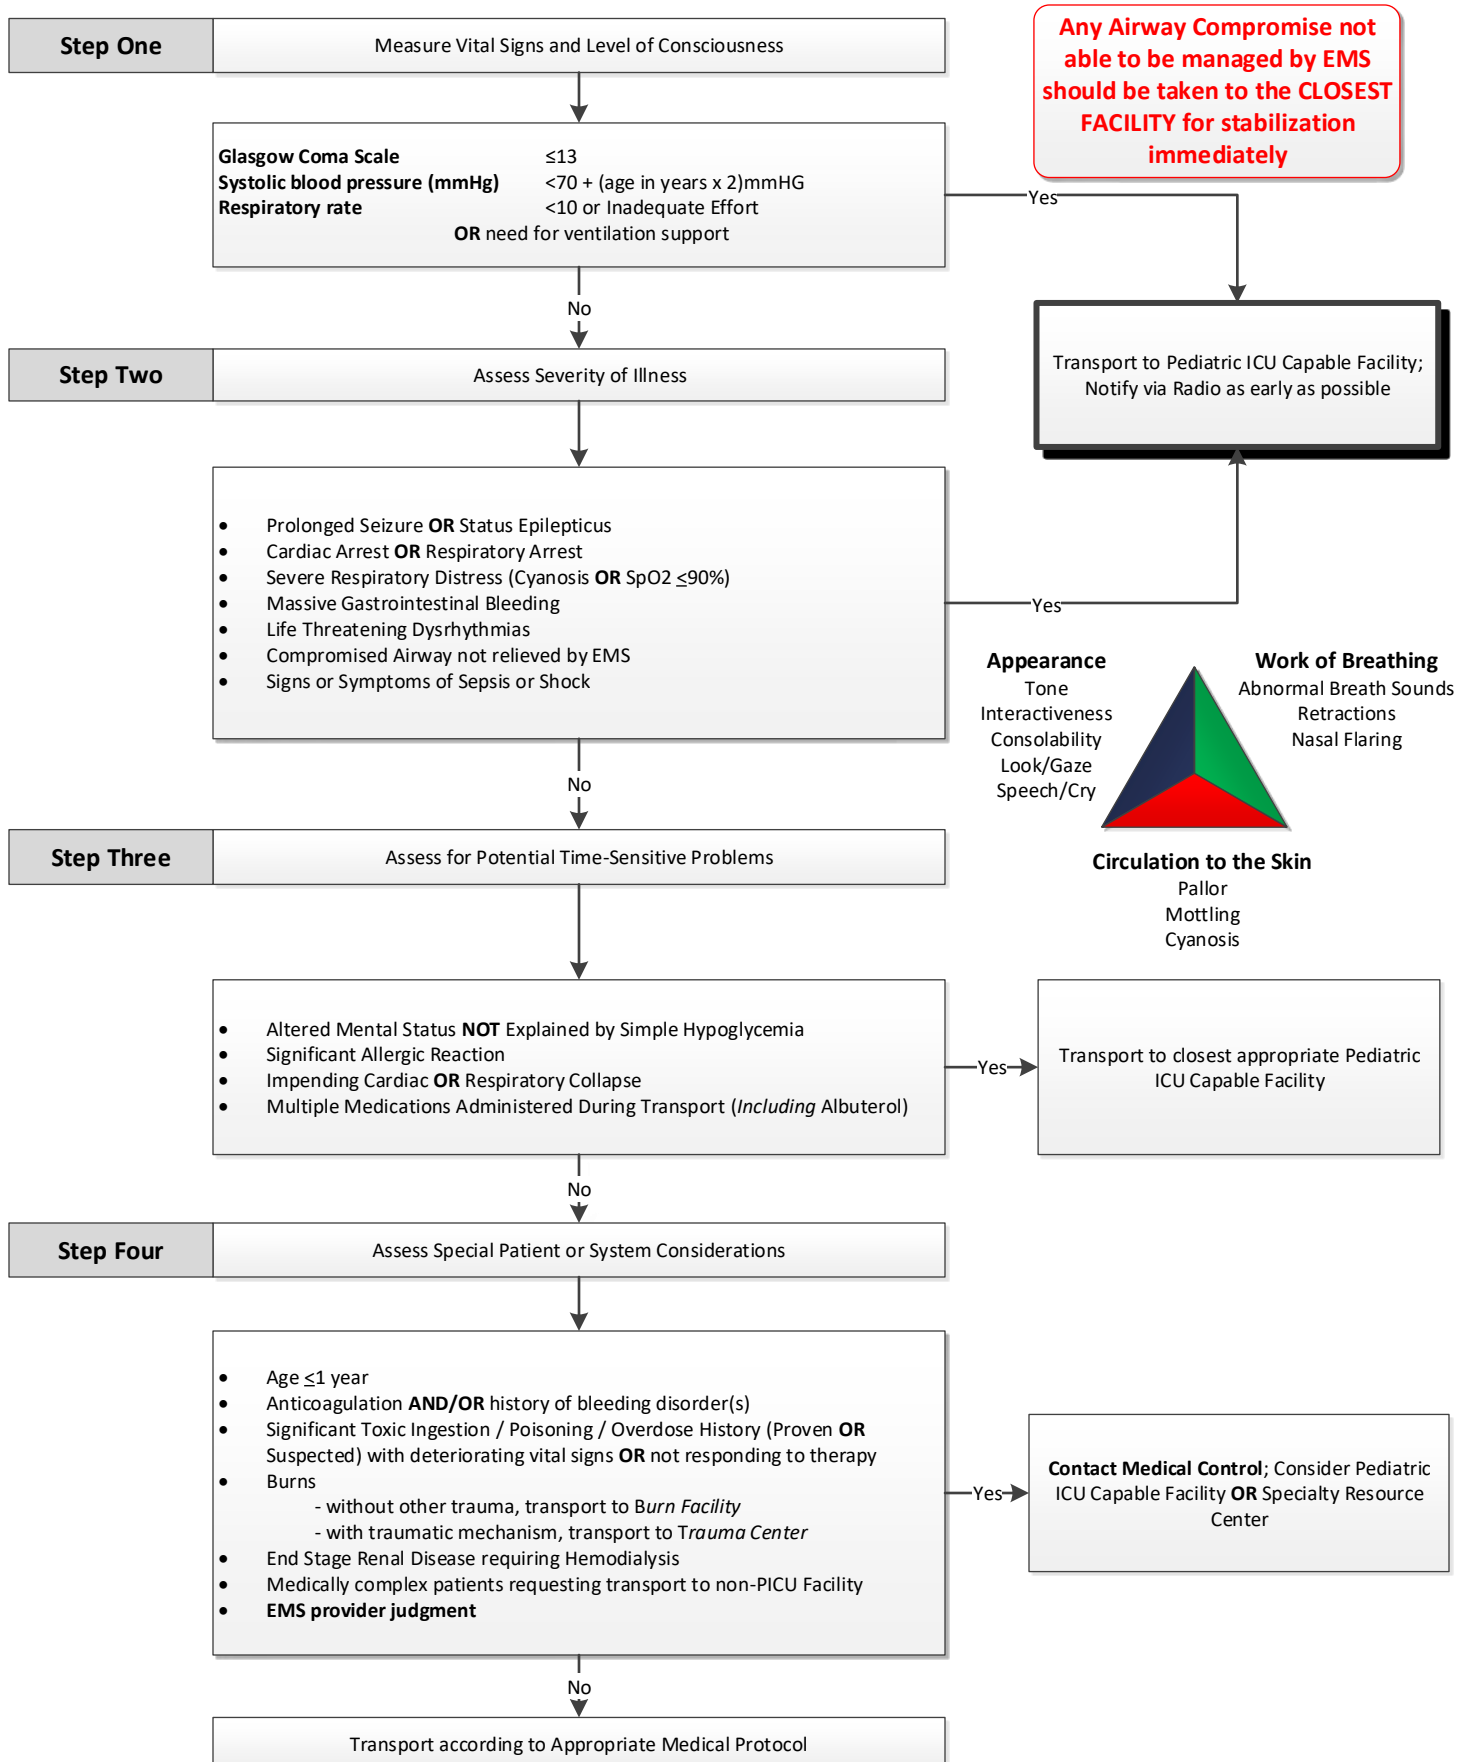 Step One
Measure Vital Signs and Level of Consciousness
Any Airway Compromise not
able to be managed by EMS
should be taken to the CLOSEST
FACILITY for stabilization
immediately
Glasgow Coma Scale ≤13
Systolic blood pressure (mmHg) <70 + (age in years x 2)mmHG
Respiratory rate <10 or Inadequate Effort
OR need for ventilation support
Yes
No
Transport to Pediatric ICU Capable Facility;
Notify via Radio as early as possible
Step Two
Assess Severity of Illness
• Prolonged Seizure OR Status Epilepticus
• Cardiac Arrest OR Respiratory Arrest
• Severe Respiratory Distress (Cyanosis OR SpO2 ≤90%)
• Massive Gastrointestinal Bleeding
• Life Threatening Dysrhythmias
• Compromised Airway not relieved by EMS
• Signs or Symptoms of Sepsis or Shock
Yes
No
Appearance
Tone
Interactiveness
Consolability
Look/Gaze
Speech/Cry
Work of Breathing
Abnormal Breath Sounds
Retractions
Nasal Flaring
Circulation to the Skin
Pallor
Mottling
Cyanosis
Step Three
Assess for Potential Time-Sensitive Problems
• Altered Mental Status NOT Explained by Simple Hypoglycemia
• Significant Allergic Reaction
• Impending Cardiac OR Respiratory Collapse
• Multiple Medications Administered During Transport (Including Albuterol)
Yes
Transport to closest appropriate Pediatric
ICU Capable Facility
No
Step Four
Assess Special Patient or System Considerations
• Age ≤1 year
• Anticoagulation AND/OR history of bleeding disorder(s)
• Significant Toxic Ingestion / Poisoning / Overdose History (Proven OR
Suspected) with deteriorating vital signs OR not responding to therapy
• Burns
- without other trauma, transport to Burn Facility
- with traumatic mechanism, transport to Trauma Center
• End Stage Renal Disease requiring Hemodialysis
• Medically complex patients requesting transport to non-PICU Facility
• EMS provider judgment
Yes
Contact Medical Control; Consider Pediatric
ICU Capable Facility OR Specialty Resource
Center
No
Transport according to Appropriate Medical Protocol